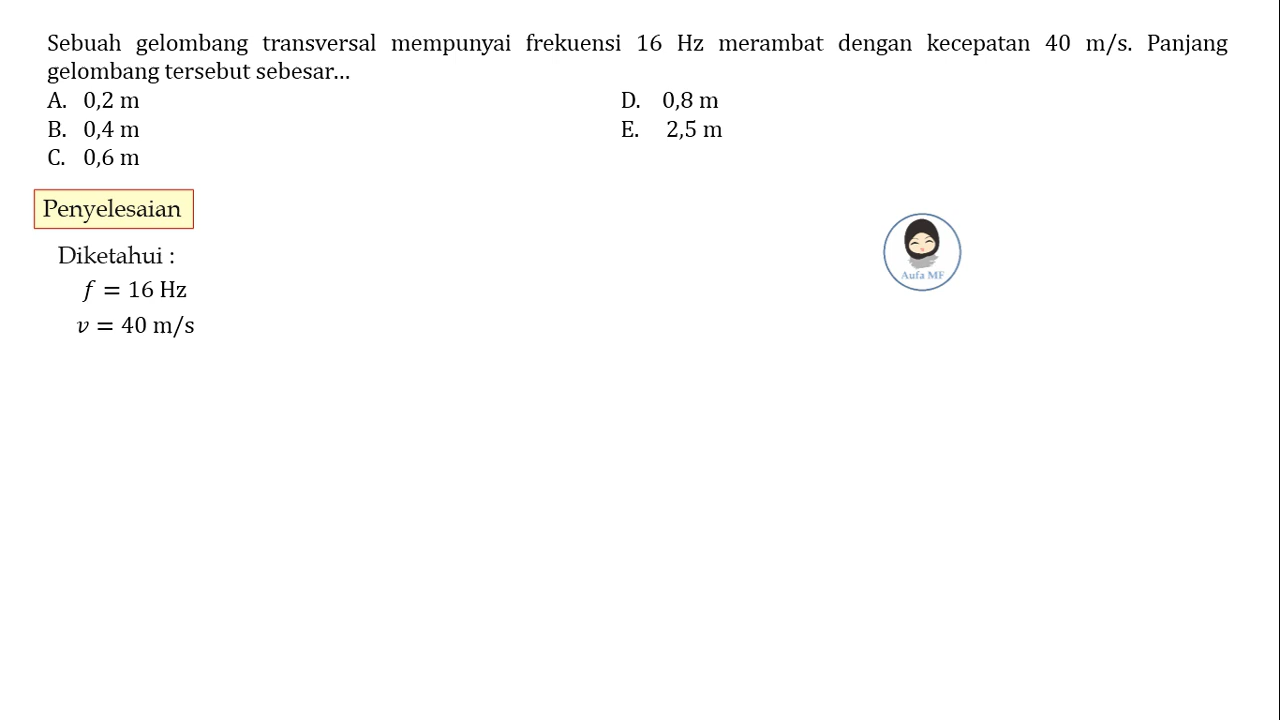 Sebuah gelombang transversal mempunyai frekuensi 16 Hz merambat dengan kecepatan 40 m/s. Panjang
gelombang tersebut sebesar...
A. 0,2 m
B. 0,4 m
C. 0,6 m
D. 0,8 m
E. 2,5 m
Penyelesaian
Diketahui :
f = 16 Hz
v = 40 m/s
Aufa MF